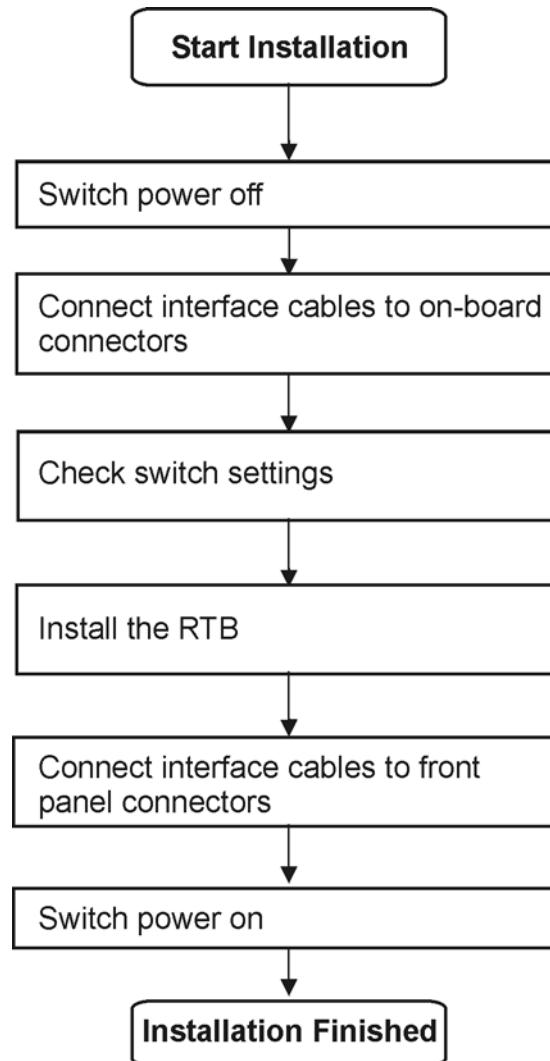 Start Installation
Switch power off
Connect interface cables to on-board
connectors
Check switch settings
Install the RTB
Connect interface cables to front
panel connectors
Switch power on
Installation Finished